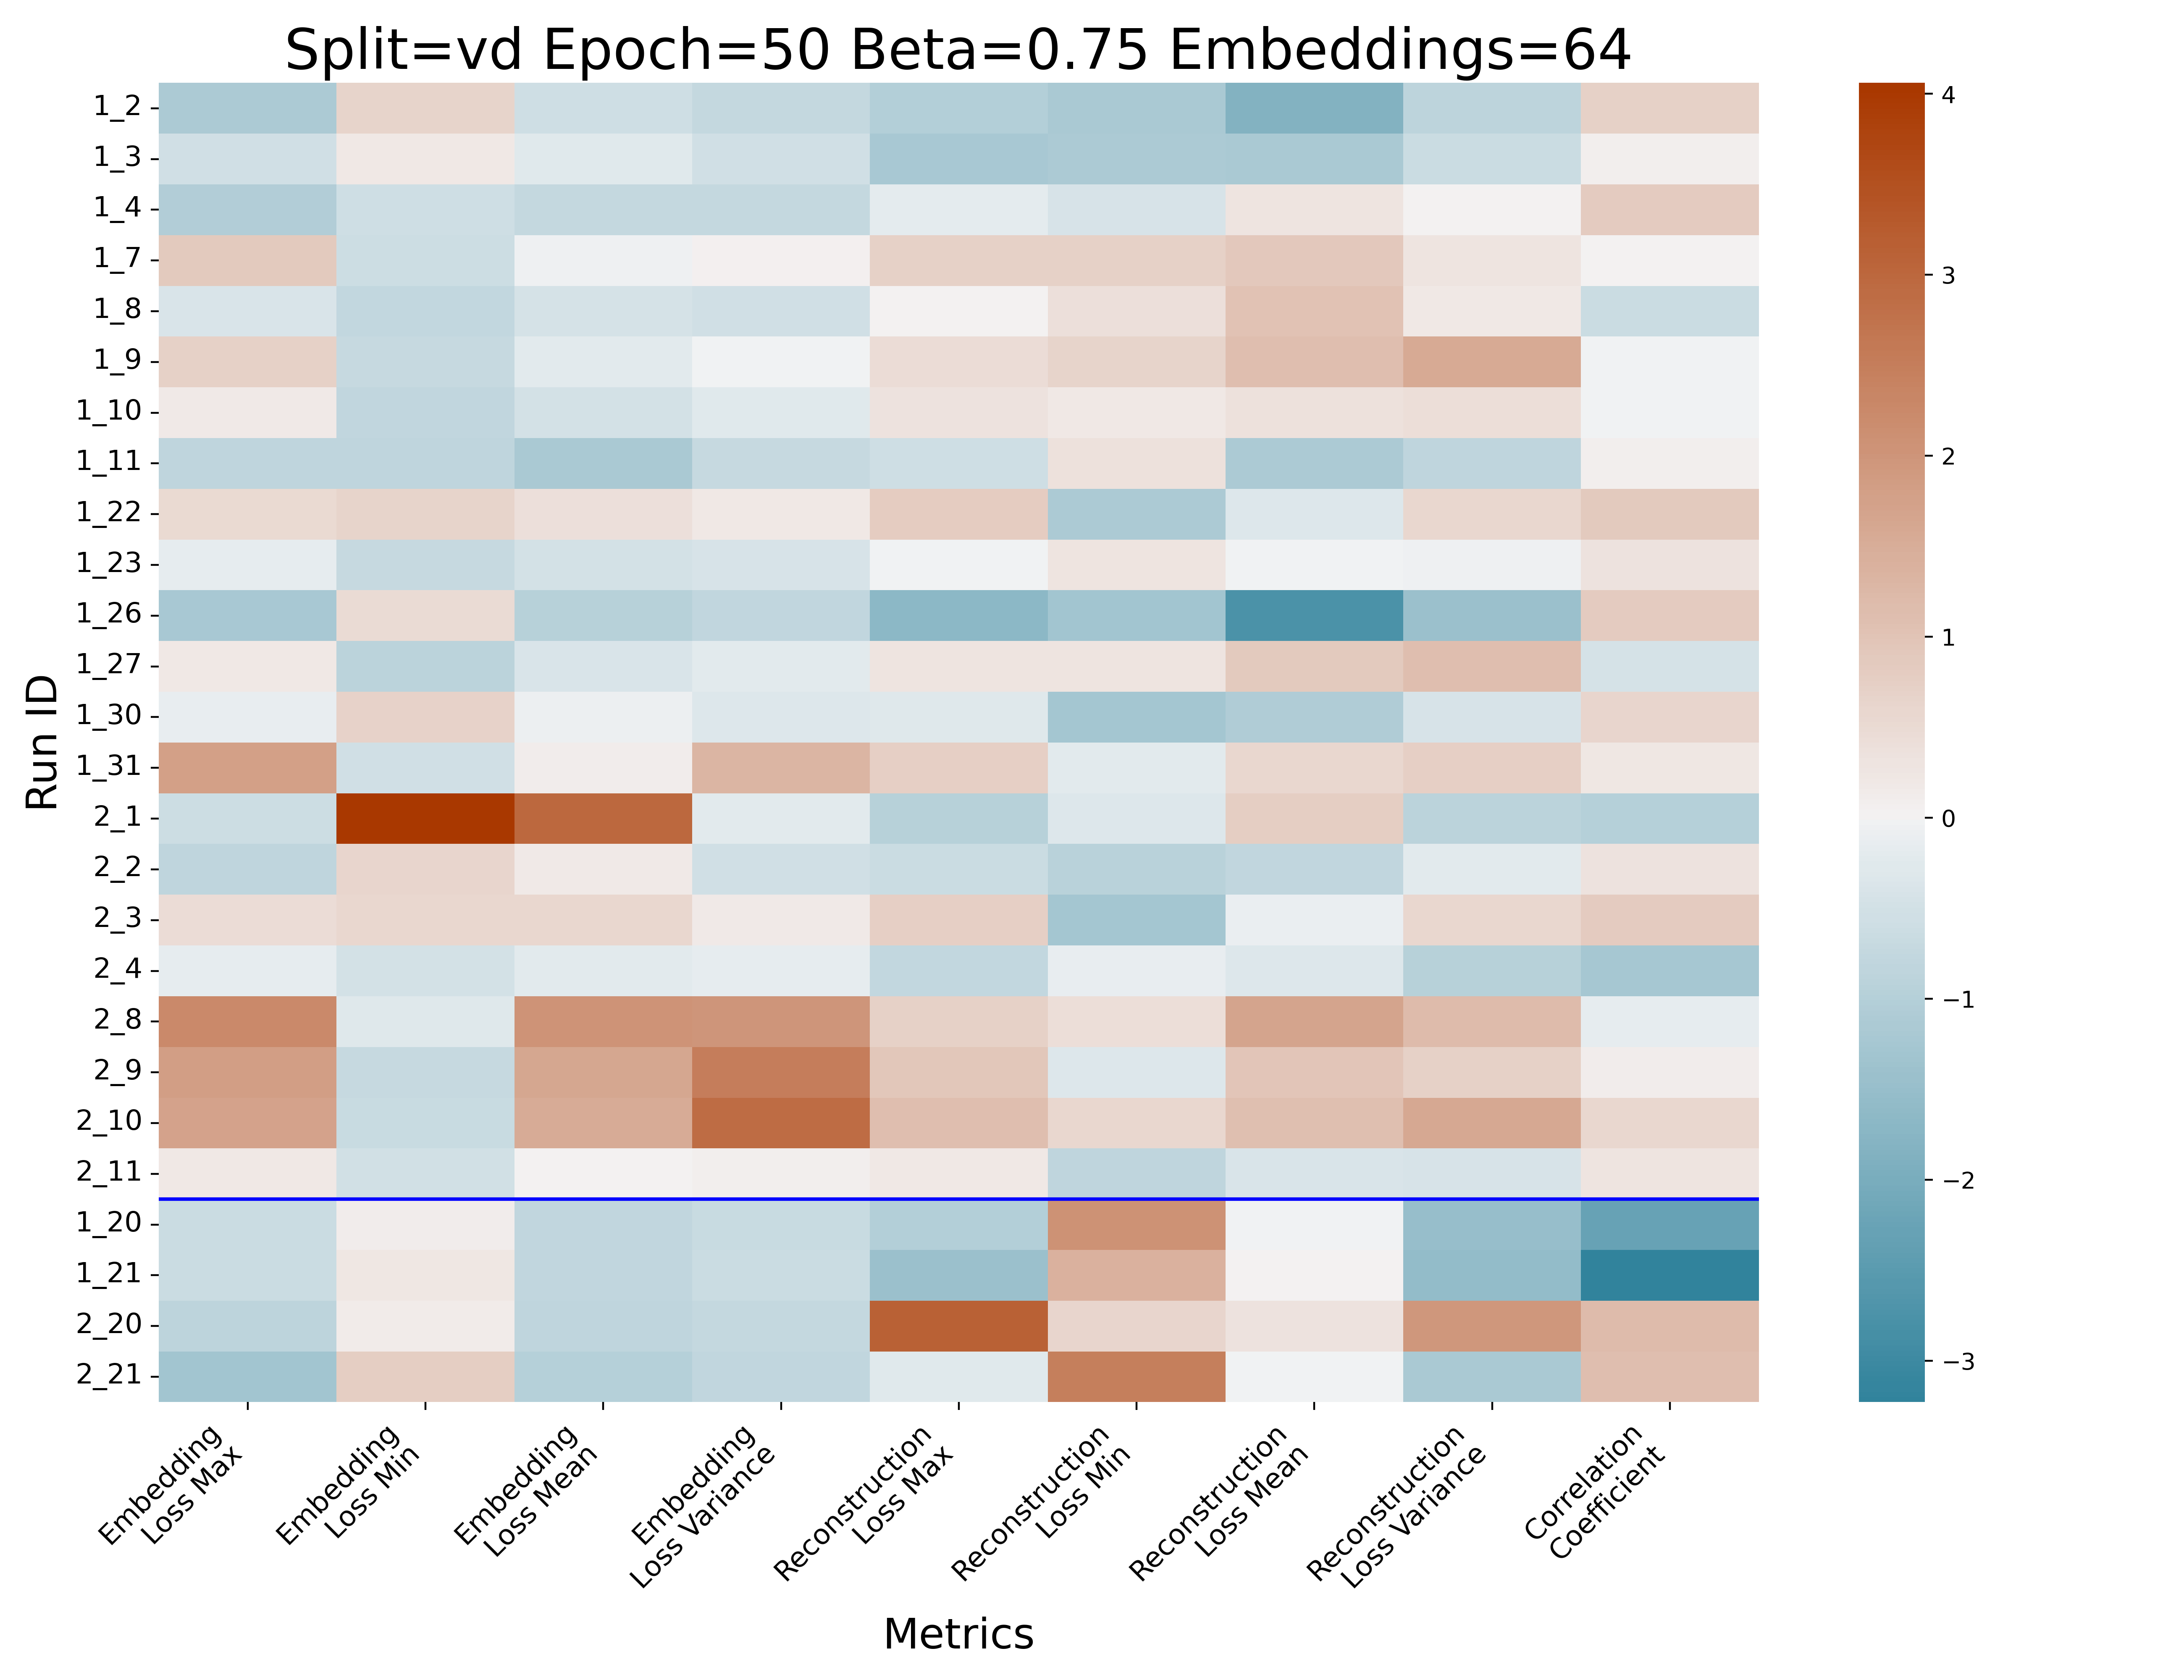 Split=vd Epoch=50 Beta=0.75 Embeddings=64
Run ID
1_2
1_3
1_4
1_7
1_8
1_9
1_10
1_11
1_22
1_23
1_26
1_27
1_30
1_31
2_1
2_2
2_3
2_4
2_8
2_9
2_10
2_11
1_20
1_21
2_20
2_21
Embedding
Loss Max
Embedding
Loss Min
Embedding
Loss Mean
Embedding
Loss Variance
Reconstruction
Loss Max
Reconstruction
Loss Min
Reconstruction
Loss Mean
Reconstruction
Loss Variance
Correlation
Coefficient
Metrics
4
3
2
1
0
−1
−2
−3